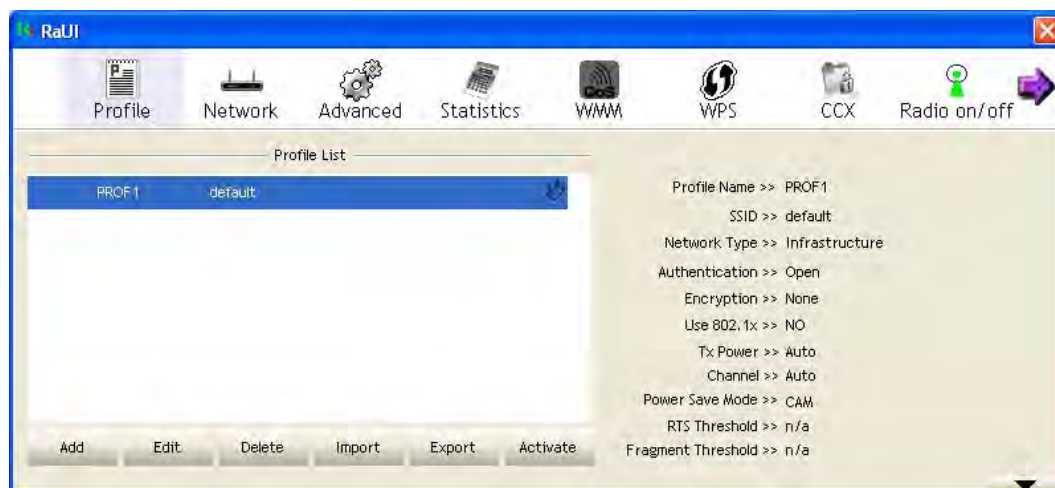 RaUI
Profile Network Advanced Statistics WMM WPS CCX Radio on/off
QoS
Profile List
PROF1 default
Profile Name >> PROF1
SSID >> default
Network Type >> Infrastructure
Authentication >> Open
Encryption >> None
Use 802.1x >> NO
Tx Power >> Auto
Channel >> Auto
Power Save Mode >> CAM
RTS Threshold >> n/a
Fragment Threshold >> n/a
Add Edit Delete Import Export Activate